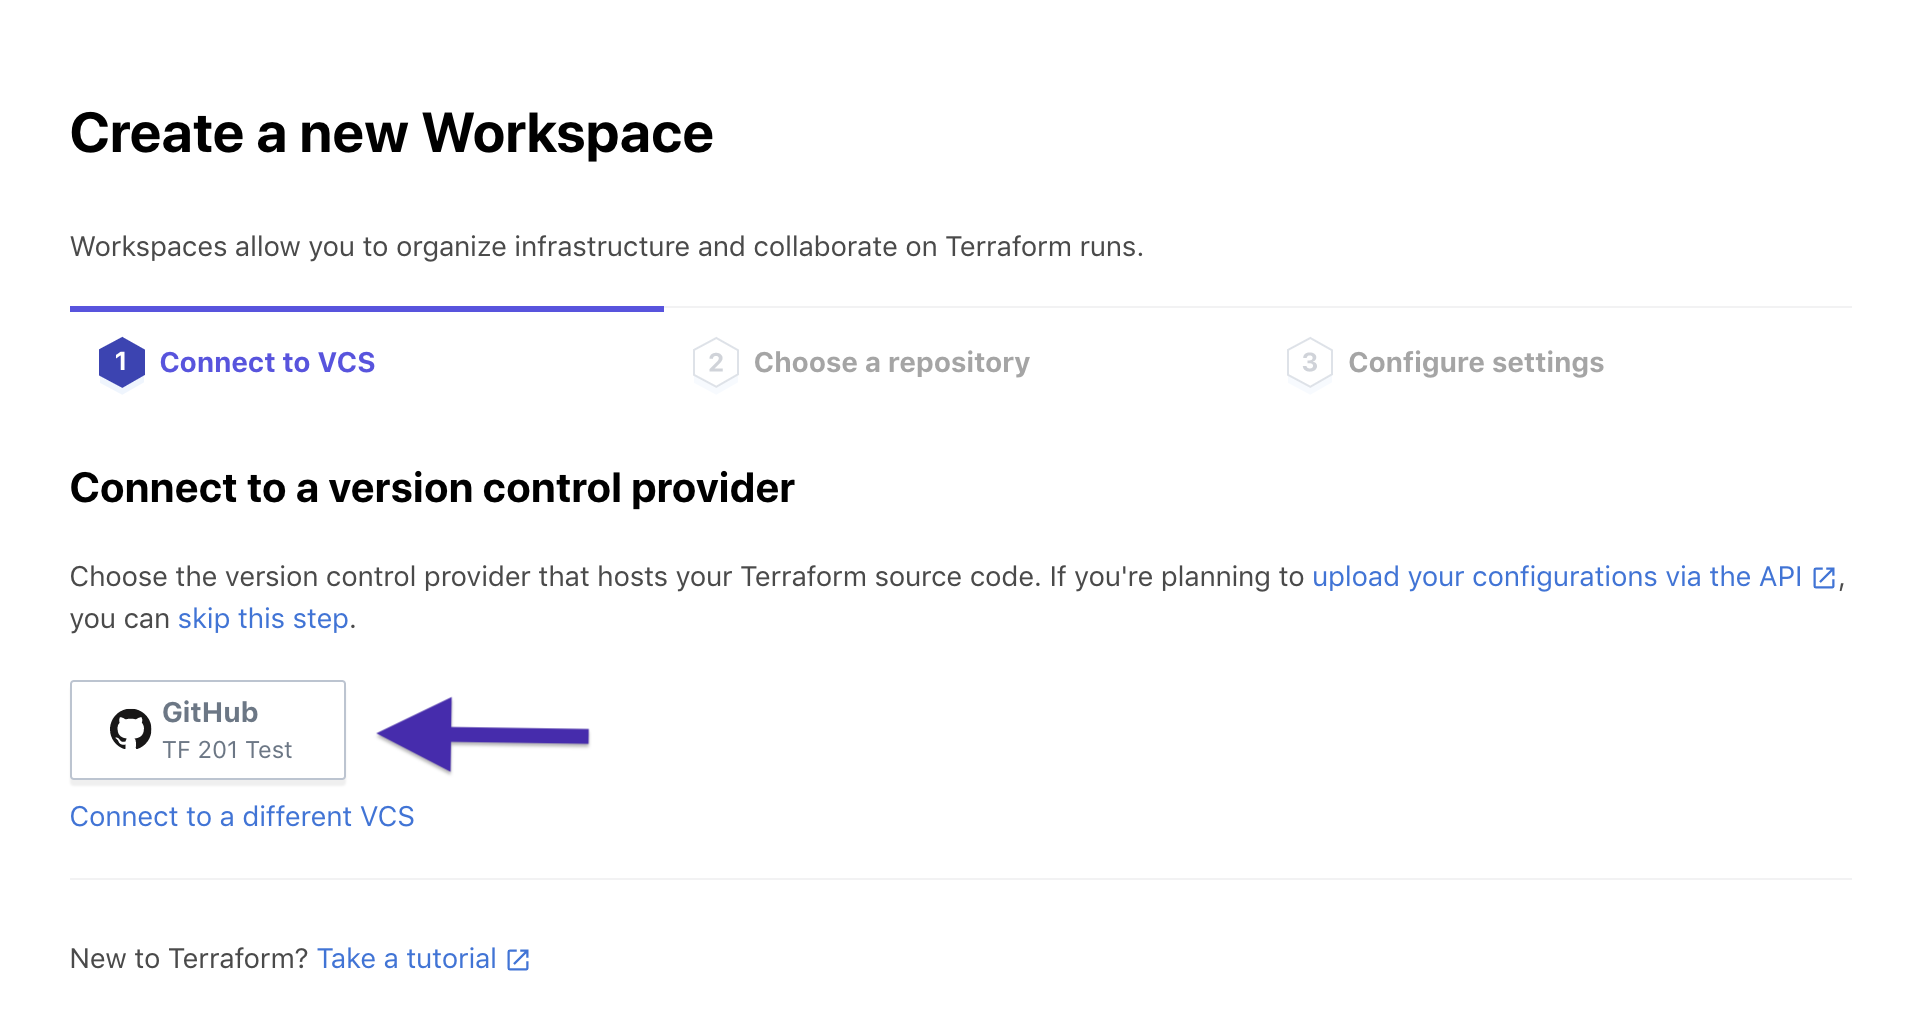 Create a new Workspace
Workspaces allow you to organize infrastructure and collaborate on Terraform runs.
1 Connect to VCS
2 Choose a repository
3 Configure settings
Connect to a version control provider
Choose the version control provider that hosts your Terraform source code. If you're planning to upload your configurations via the API ,
you can skip this step.
GitHub
TF 201 Test
Connect to a different VCS
New to Terraform? Take a tutorial